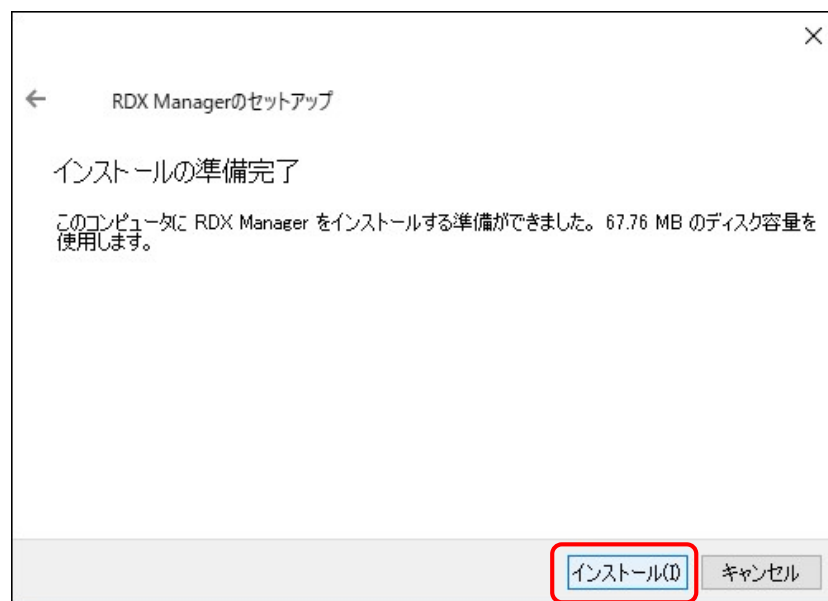 RDX Managerのセットアップ
インストールの準備完了
このコンピュータに RDX Manager をインストールする準備ができました。 67.76 MB のディスク容量を
使用します。
インストール(I)
キャンセル